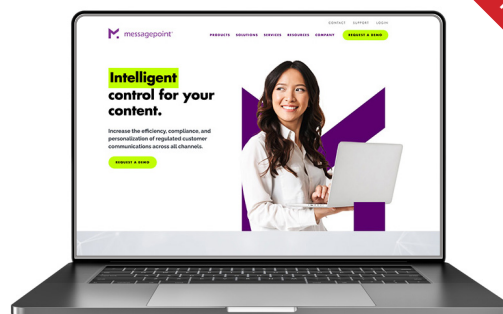 CONTACT SUPPORT LOGIN
messagepoint
PRODUCTS SOLUTIONS SERVICES RESOURCES COMPANY REQUEST A DEMO
Intelligent
control for your
content.
Increase the efficiency, compliance, and
personalization of regulated customer
communications across all channels.
REQUEST A DEMO